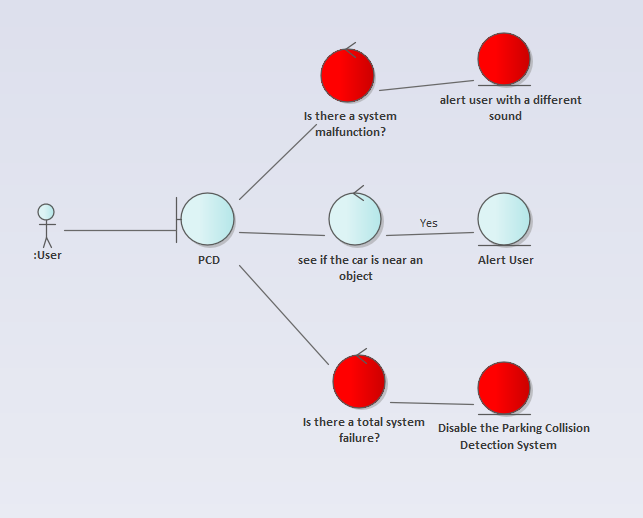 Is there a system
malfunction?
alert user with a different
sound
:User
PCD
see if the car is near an
object
Yes
Alert User
Is there a total system
failure?
Disable the Parking Collision
Detection System